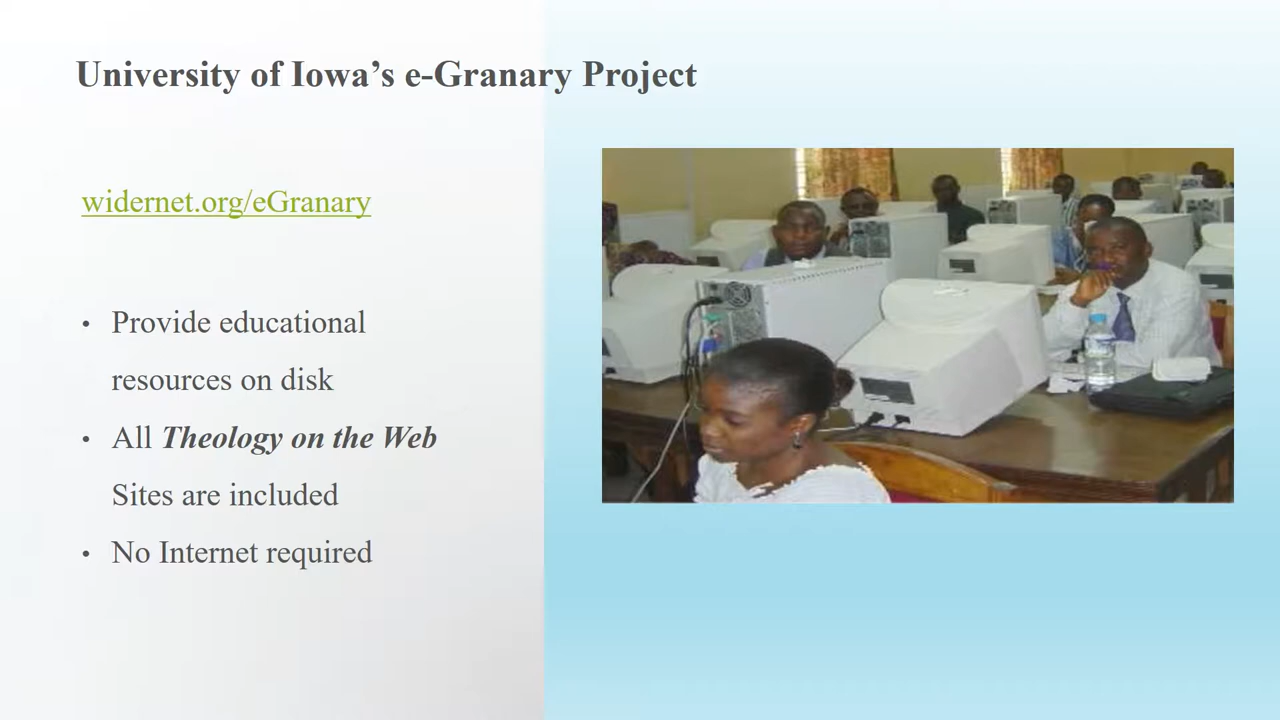 University of Iowa’s e-Granary Project
widernet.org/eGranary
• Provide educational
resources on disk
• All Theology on the Web
Sites are included
• No Internet required